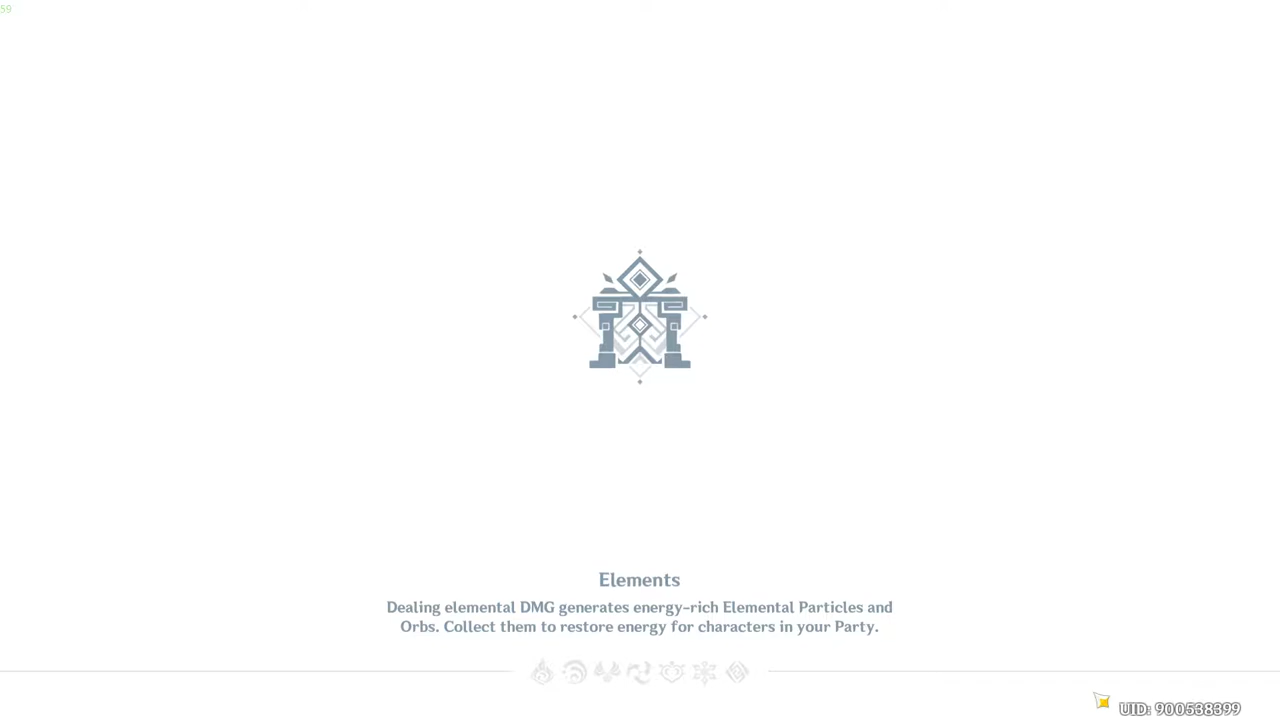 59
Elements
Dealing elemental DMG generates energy-rich Elemental Particles and
Orbs. Collect them to restore energy for characters in your Party.
UID: 900538399